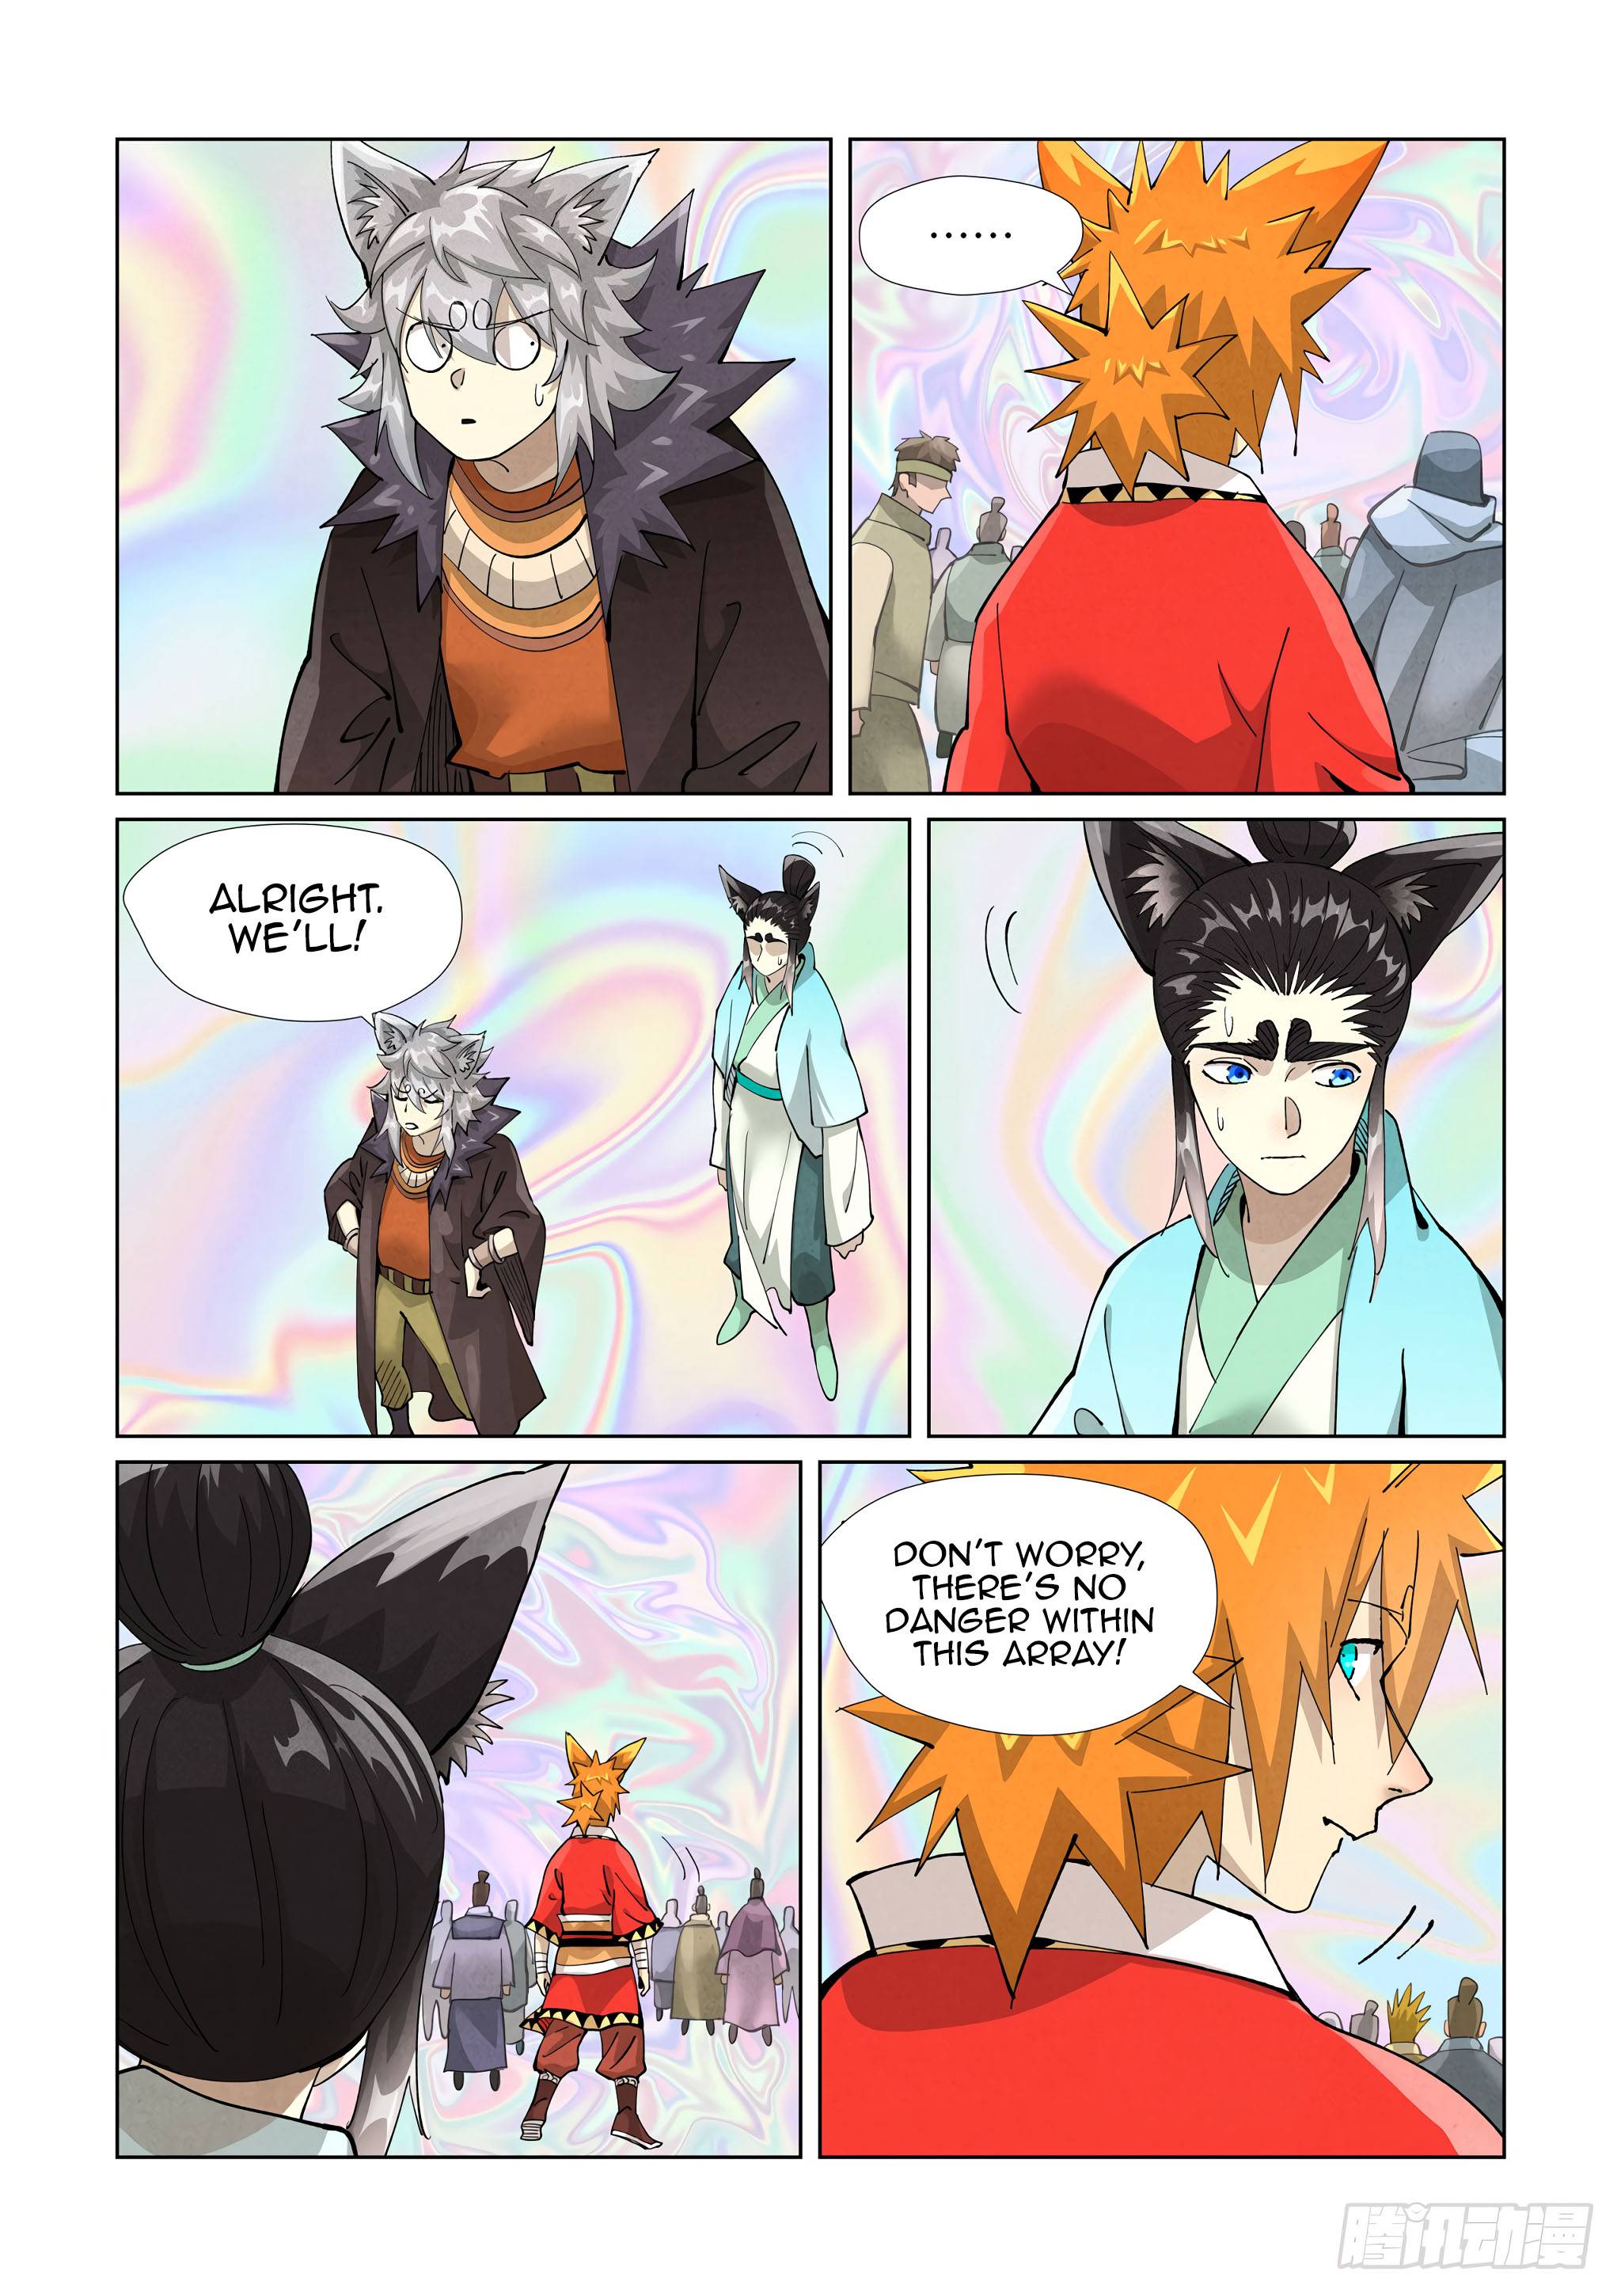 ......
ALRIGHT.
WE'LL!
DON'T WORRY,
THERE'S NO
DANGER WITHIN
THIS ARRAY!
腾讯动漫